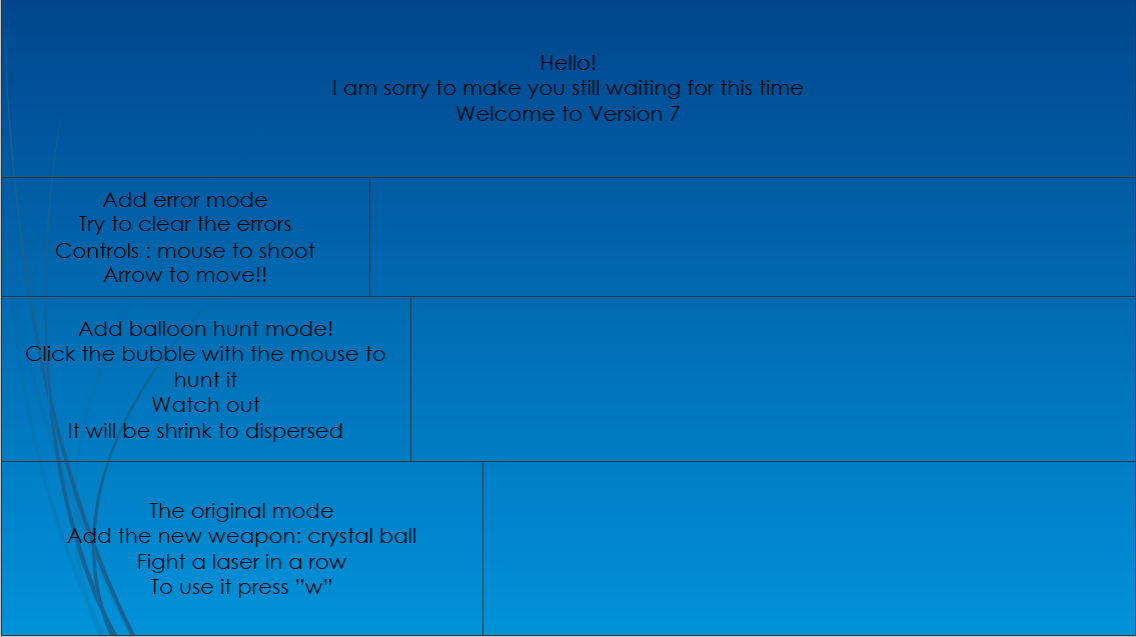 Hello!
I am sorry to make you still waiting for this time
Welcome to Version 7
Add error mode
Try to clear the errors
Controls : mouse to shoot
Arrow to move!!
Add balloon hunt mode!
Click the bubble with the mouse to
hunt it
Watch out
It will be shrink to dispersed
The original mode
Add the new weapon: crystal ball
Fight a laser in a row
To use it press ”w”